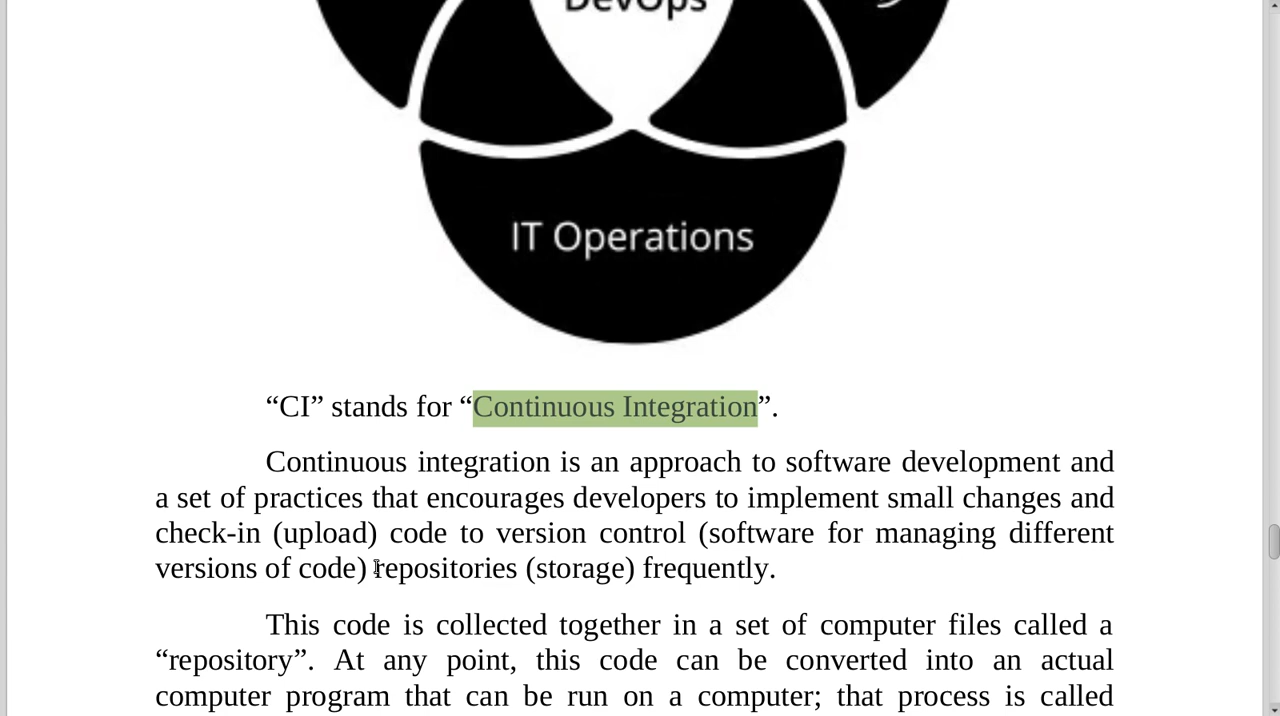 DevOps
IT Operations
“CI” stands for “Continuous Integration”.
Continuous integration is an approach to software development and
a set of practices that encourages developers to implement small changes and
check-in (upload) code to version control (software for managing different
versions of code) repositories (storage) frequently.
This code is collected together in a set of computer files called a
“repository”. At any point, this code can be converted into an actual
computer program that can be run on a computer; that process is called